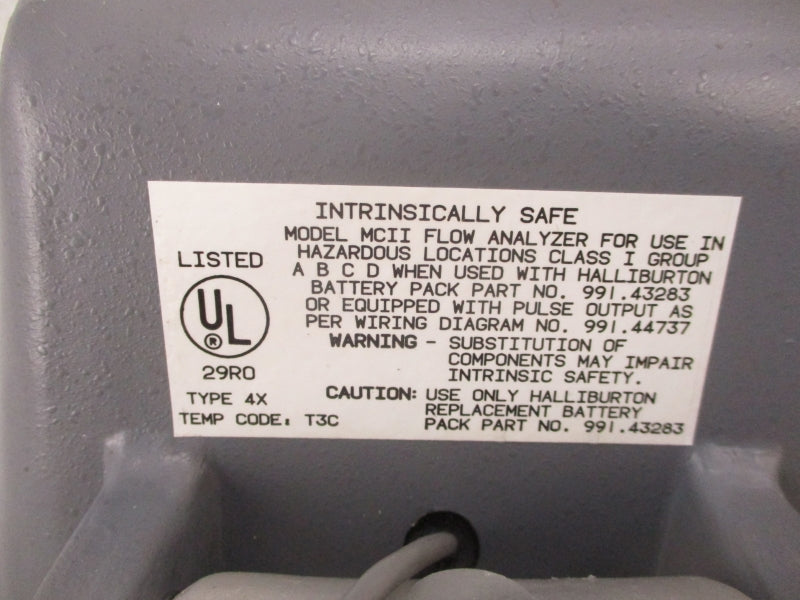 INTRINSICALLY SAFE
MODEL MCII FLOW ANALYZER FOR USE IN
HAZARDOUS LOCATIONS CLASS I GROUP
A B C D WHEN USED WITH HALLIBURTON
BATTERY PACK PART NO. 991.43283
OR EQUIPPED WITH PULSE OUTPUT AS
PER WIRING DIAGRAM NO. 991.44737
WARNING - SUBSTITUTION OF
COMPONENTS MAY IMPAIR
INTRINSIC SAFETY.
CAUTION: USE ONLY HALLIBURTON
REPLACEMENT BATTERY
PACK PART NO. 991.43283
LISTED
UL
®
29RO
TYPE 4X
TEMP CODE: T3C